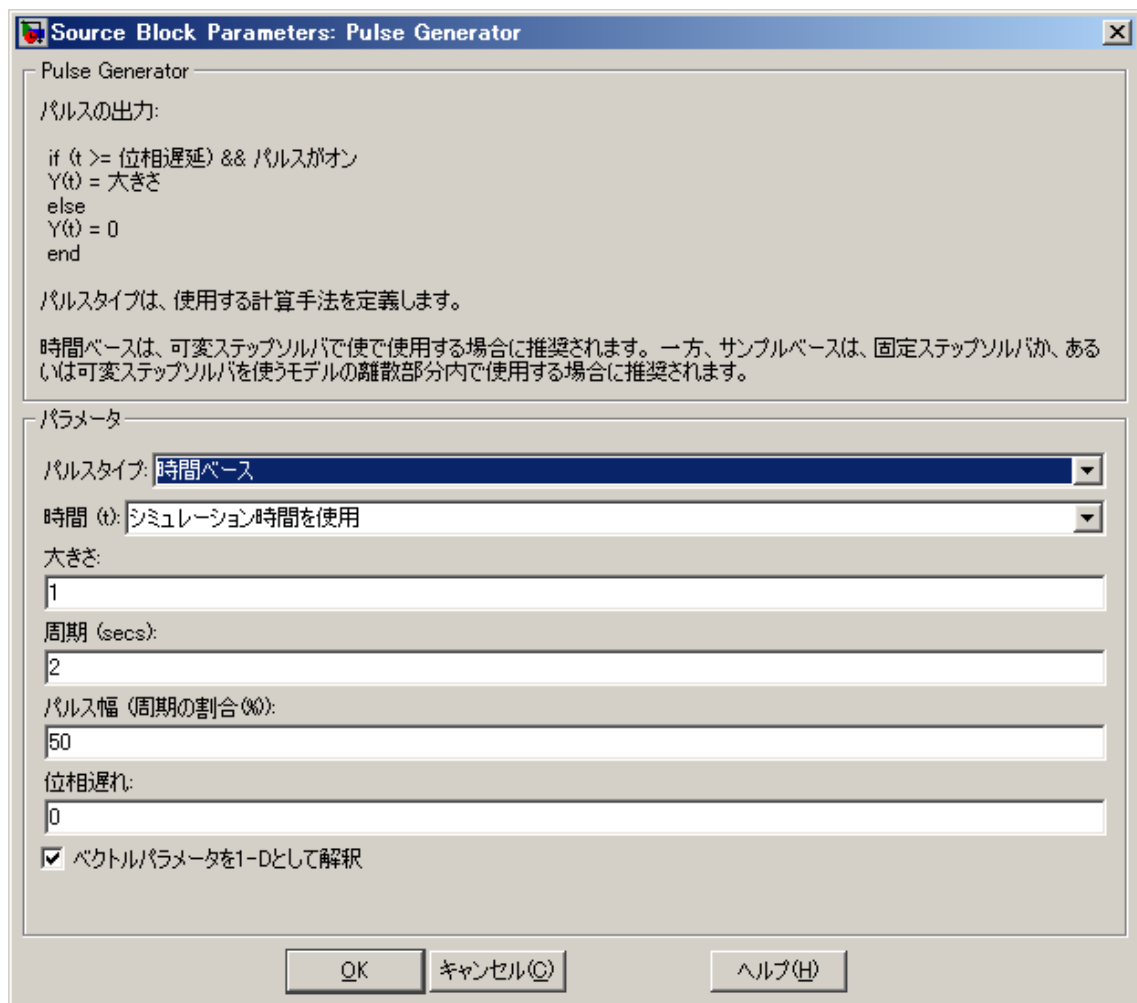 Source Block Parameters: Pulse Generator
Pulse Generator
パルスの出力:
if (t >= 位相遅延) && パルスがオン
Y(t) = 大きさ
else
Y(t) = 0
end
パルスタイプは、使用する計算手法を定義します。
時間ベースは、可変ステップソルバで使で使用する場合に推奨されます。一方、サンプルベースは、固定ステップソルバか、ある
いは可変ステップソルバを使うモデルの離散部分内で使用する場合に推奨されます。
パラメータ
パルスタイプ: 時間ベース
時間 (t): シミュレーション時間を使用
大きさ:
1
周期 (secs):
2
パルス幅 (周期の割合(%)):
50
位相遅れ:
0
ベクトルパラメータを1-Dとして解釈
OK キャンセル(C) ヘルプ(H)